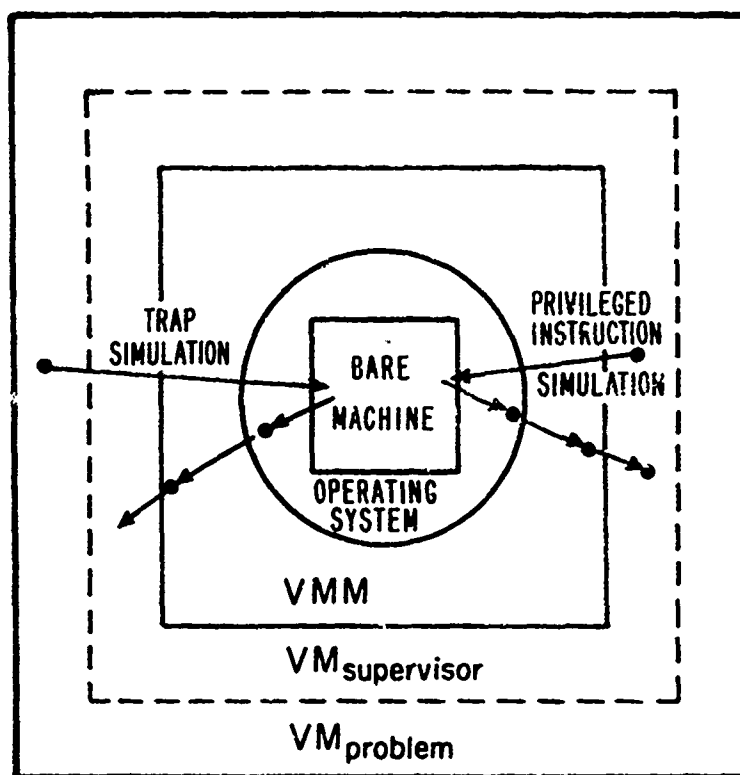 TRAP
SIMULATION
PRIVILEGED
INSTRUCTION
SIMULATION
BARE
MACHINE
OPERATING
SYSTEM
VMM
VMsupervisor
VMproblem